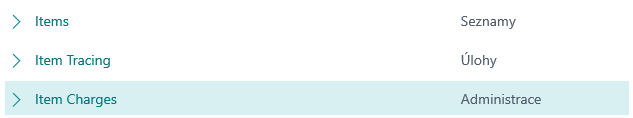 Items Seznamy
Item Tracing Úlohy
Item Charges Administrace